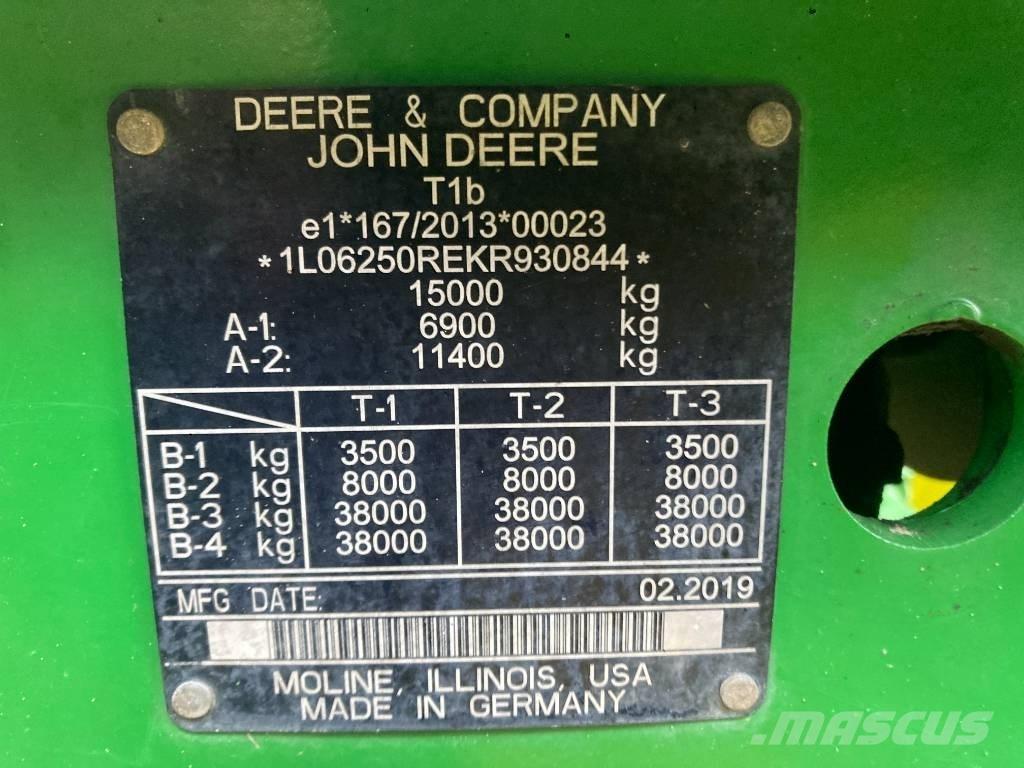 DEERE & COMPANY
JOHN DEERE
T1b
e1*167/2013*00023
*1L06250REKR930844*
15000 kg
A-1: 6900 kg
A-2: 11400 kg
T-1 T-2 T-3
B-1 kg 3500 3500 3500
B-2 kg 8000 8000 8000
B-3 kg 38000 38000 38000
B-4 kg 38000 38000 38000
MFG DATE: 02.2019
MOLINE, ILLINOIS, USA
MADE IN GERMANY
MASCUS